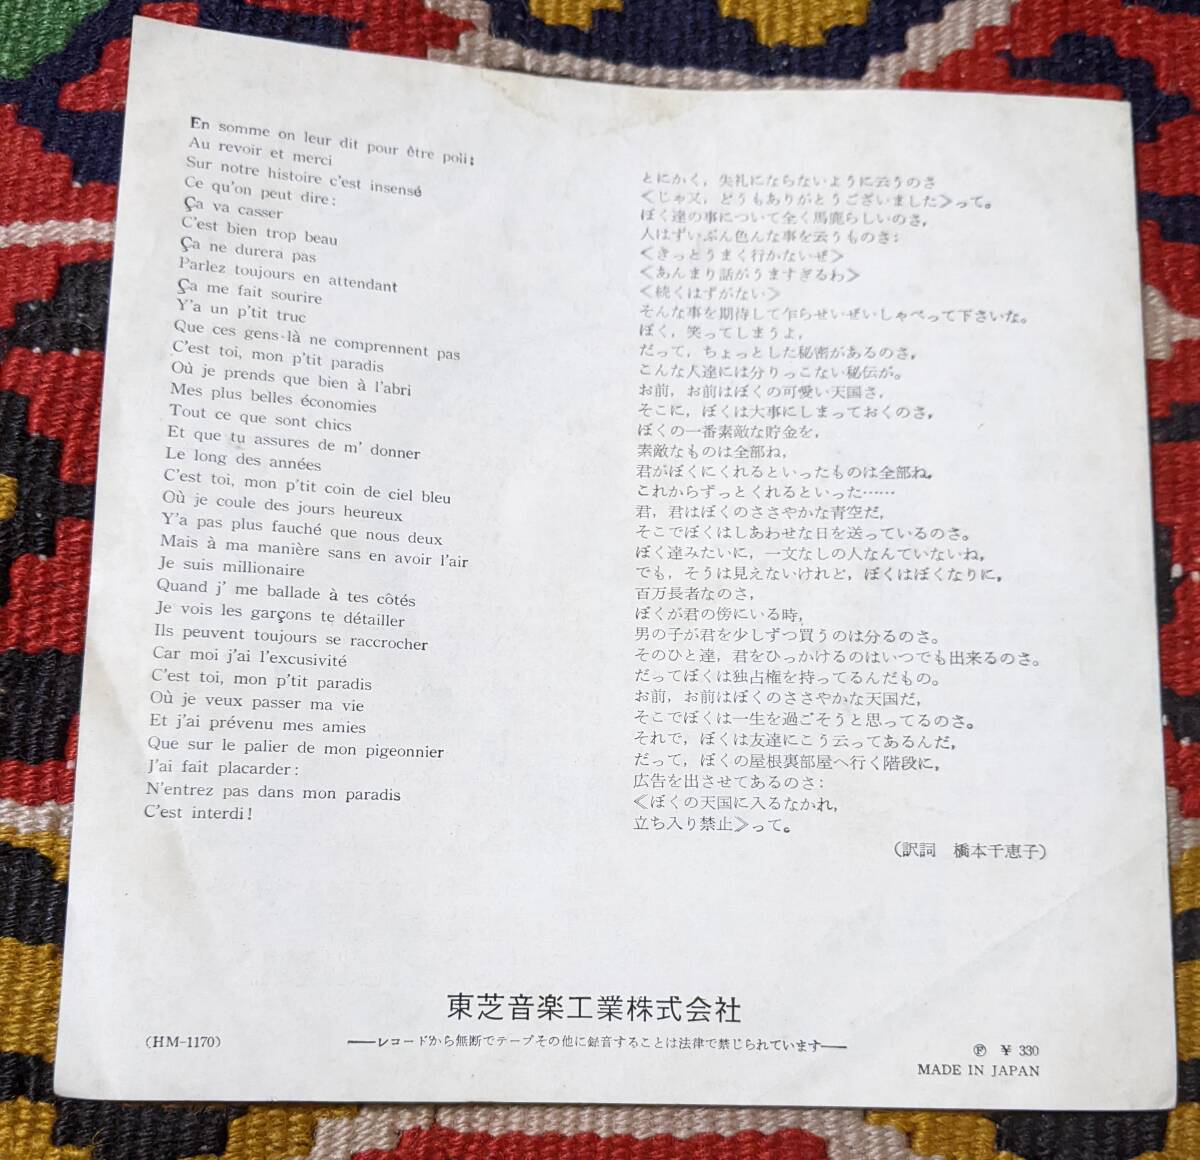 En somme on leur dit pour être poli:
Au revoir et merci
Sur notre histoire c'est insensé
Ce qu'on peut dire:
Ça va casser
C'est bien trop beau
Ça ne durera pas
Parlez toujours en attendant
Ça me fait sourire
Y'a un p'tit truc
Que ces gens-là ne comprennent pas
C'est toi, mon p'tit paradis
Où je prends que bien à l'abri
Mes plus belles économies
Tout ce que sont chics
Et que tu assures de m' donner
Le long des années
C'est toi, mon p'tit coin de ciel bleu
Où je coule des jours heureux
Y'a pas plus fauché que nous deux
Mais à ma manière sans en avoir l'air
Je suis millionaire
Quand j' me ballade à tes côtés
Je vois les garçons te détailler
Ils peuvent toujours se raccrocher
Car moi j'ai l'excusivité
C'est toi, mon p'tit paradis
Où je veux passer ma vie
Et j'ai prévenu mes amies
Que sur le palier de mon pigeonnier
J'ai fait placarder:
N'entrez pas dans mon paradis
C'est interdi!
とにかく，失礼にならないように云うのさ
≪じゃ又，どうもありがとうございました≫って。
ぼく達の事について全く馬鹿らしいのさ，
人はずいぶん色んな事を云うものさ：
≪きっとうまく行かないぜ≫
≪あんまり話がうますぎるわ≫
≪続くはずがない≫
そんな事を期待して乍らせいぜいしゃべって下さいな。
ぼく，笑ってしまうよ，
だって，ちょっとした秘密があるのさ，
こんな人達には分りっこない秘伝が。
お前，お前はぼくの可愛い天国さ，
そこに，ぼくは大事にしまっておくのさ，
ぼくの一番素敵な貯金を，
素敵なものは全部ね，
君がぼくにくれるといったものは全部ね。
これからずっとくれるといった……
君，君はぼくのささやかな青空だ，
そこでぼくはしあわせな日を送っているのさ。
ぼく達みたいに，一文なしの人なんていないね，
でも，そうは見えないけれど，ぼくはぼくなりに，
百万長者なのさ，
ぼくが君の傍にいる時，
男の子が君を少しずつ買うのは分るのさ。
そのひと達，君をひっかけるのはいつでも出来るのさ。
だってぼくは独占権を持ってるんだもの。
お前，お前はぼくのささやかな天国だ，
そこでぼくは一生を過ごそうと思ってるのさ。
それで，ぼくは友達にこう云ってあるんだ，
だって，ぼくの屋根裏部屋へ行く階段に，
広告を出させてあるのさ：
≪ぼくの天国に入るなかれ，
立ち入り禁止≫って。
（訳詞　橋本千恵子）
東芝音楽工業株式会社
(HM-1170)
──レコードから無断でテープその他に録音することは法律で禁じられています──
Ⓟ ¥ 330
MADE IN JAPAN